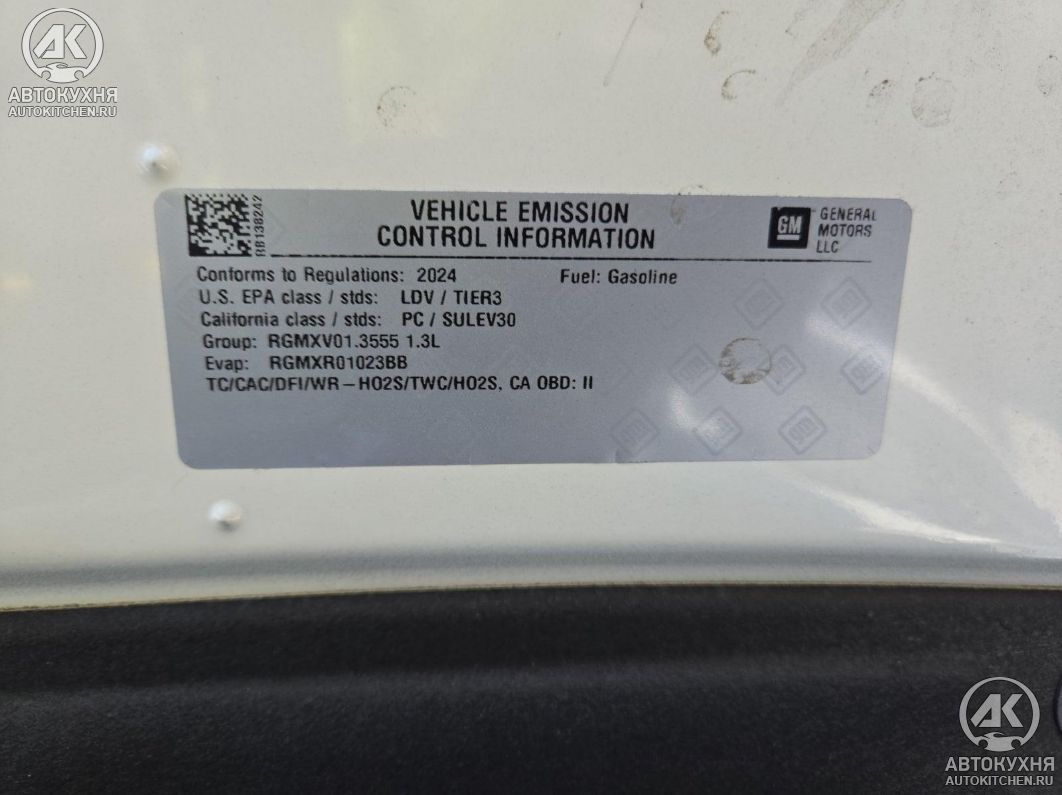 АВТОКУХНЯ
AUTOKITCHEN.RU
RB138242
VEHICLE EMISSION
CONTROL INFORMATION
GM
GENERAL
MOTORS
LLC
Conforms to Regulations: 2024 Fuel: Gasoline
U.S. EPA class / stds: LDV / TIER3
California class / stds: PC / SULEV30
Group: RGMXV01.3555 1.3L
Evap: RGMXR01023BB
TC/CAC/DFI/WR-HO2S/TWC/HO2S, CA OBD: II
АВТОКУХНЯ
AUTOKITCHEN.RU